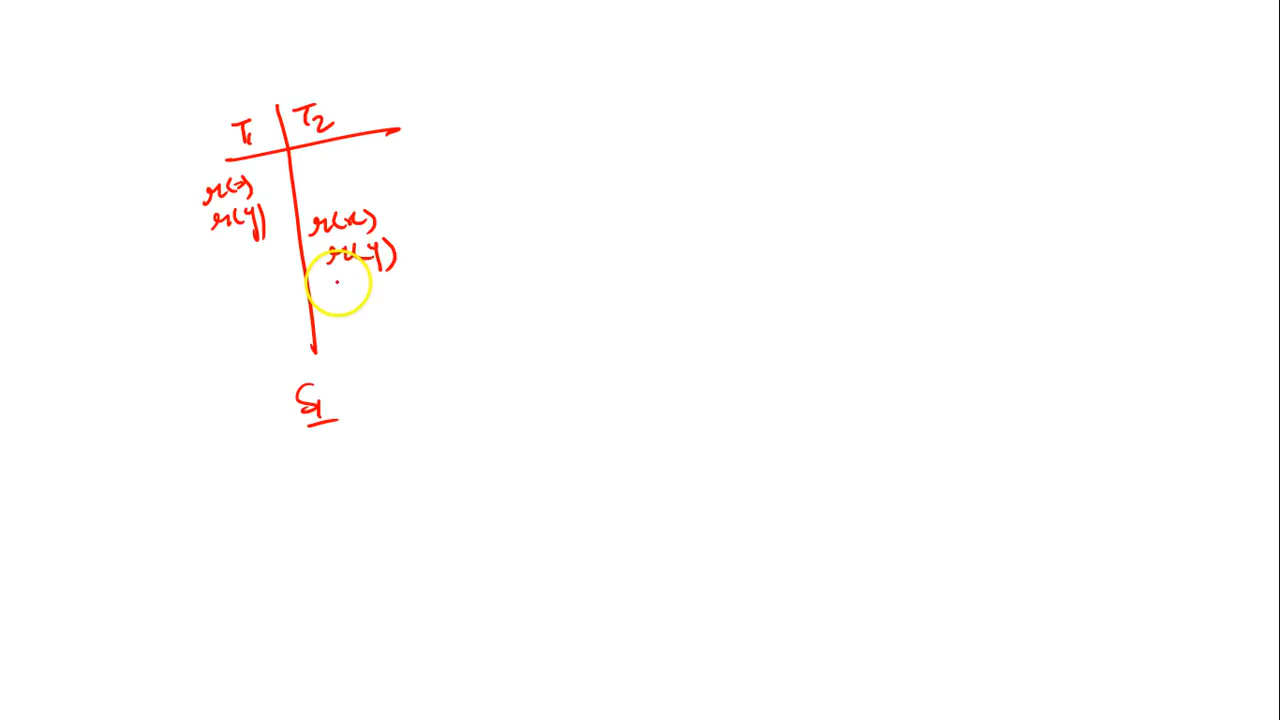 T1 T2
r(x)
r(y)
r(x)
r(y)
S1